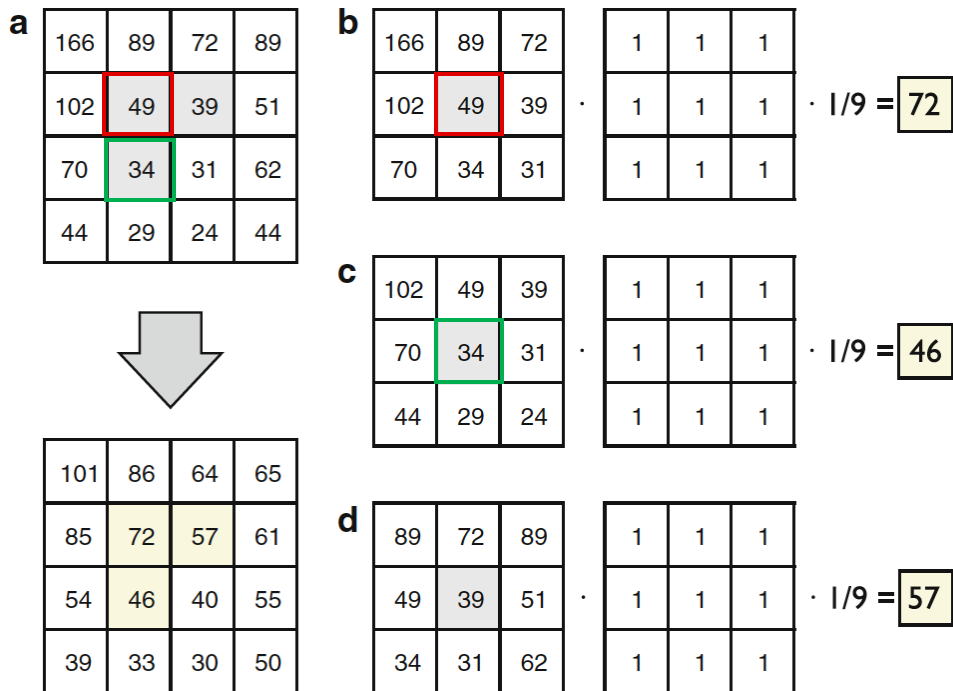 a
166 89 72 89
102 49 39 51
70 34 31 62
44 29 24 44
101 86 64 65
85 72 57 61
54 46 40 55
39 33 30 50
b
166 89 72 1 1 1
102 49 39 · 1 1 1 · 1/9 = 72
70 34 31 1 1 1
c
102 49 39 1 1 1
70 34 31 · 1 1 1 · 1/9 = 46
44 29 24 1 1 1
d
89 72 89 1 1 1
49 39 51 · 1 1 1 · 1/9 = 57
34 31 62 1 1 1